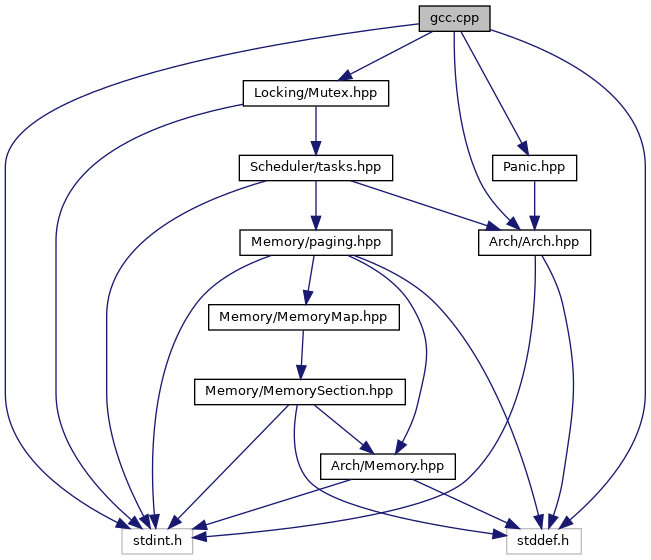 gcc.cpp
Locking/Mutex.hpp
Scheduler/tasks.hpp
Panic.hpp
Memory/paging.hpp
Arch/Arch.hpp
Memory/MemoryMap.hpp
Memory/MemorySection.hpp
Arch/Memory.hpp
stdint.h
stddef.h